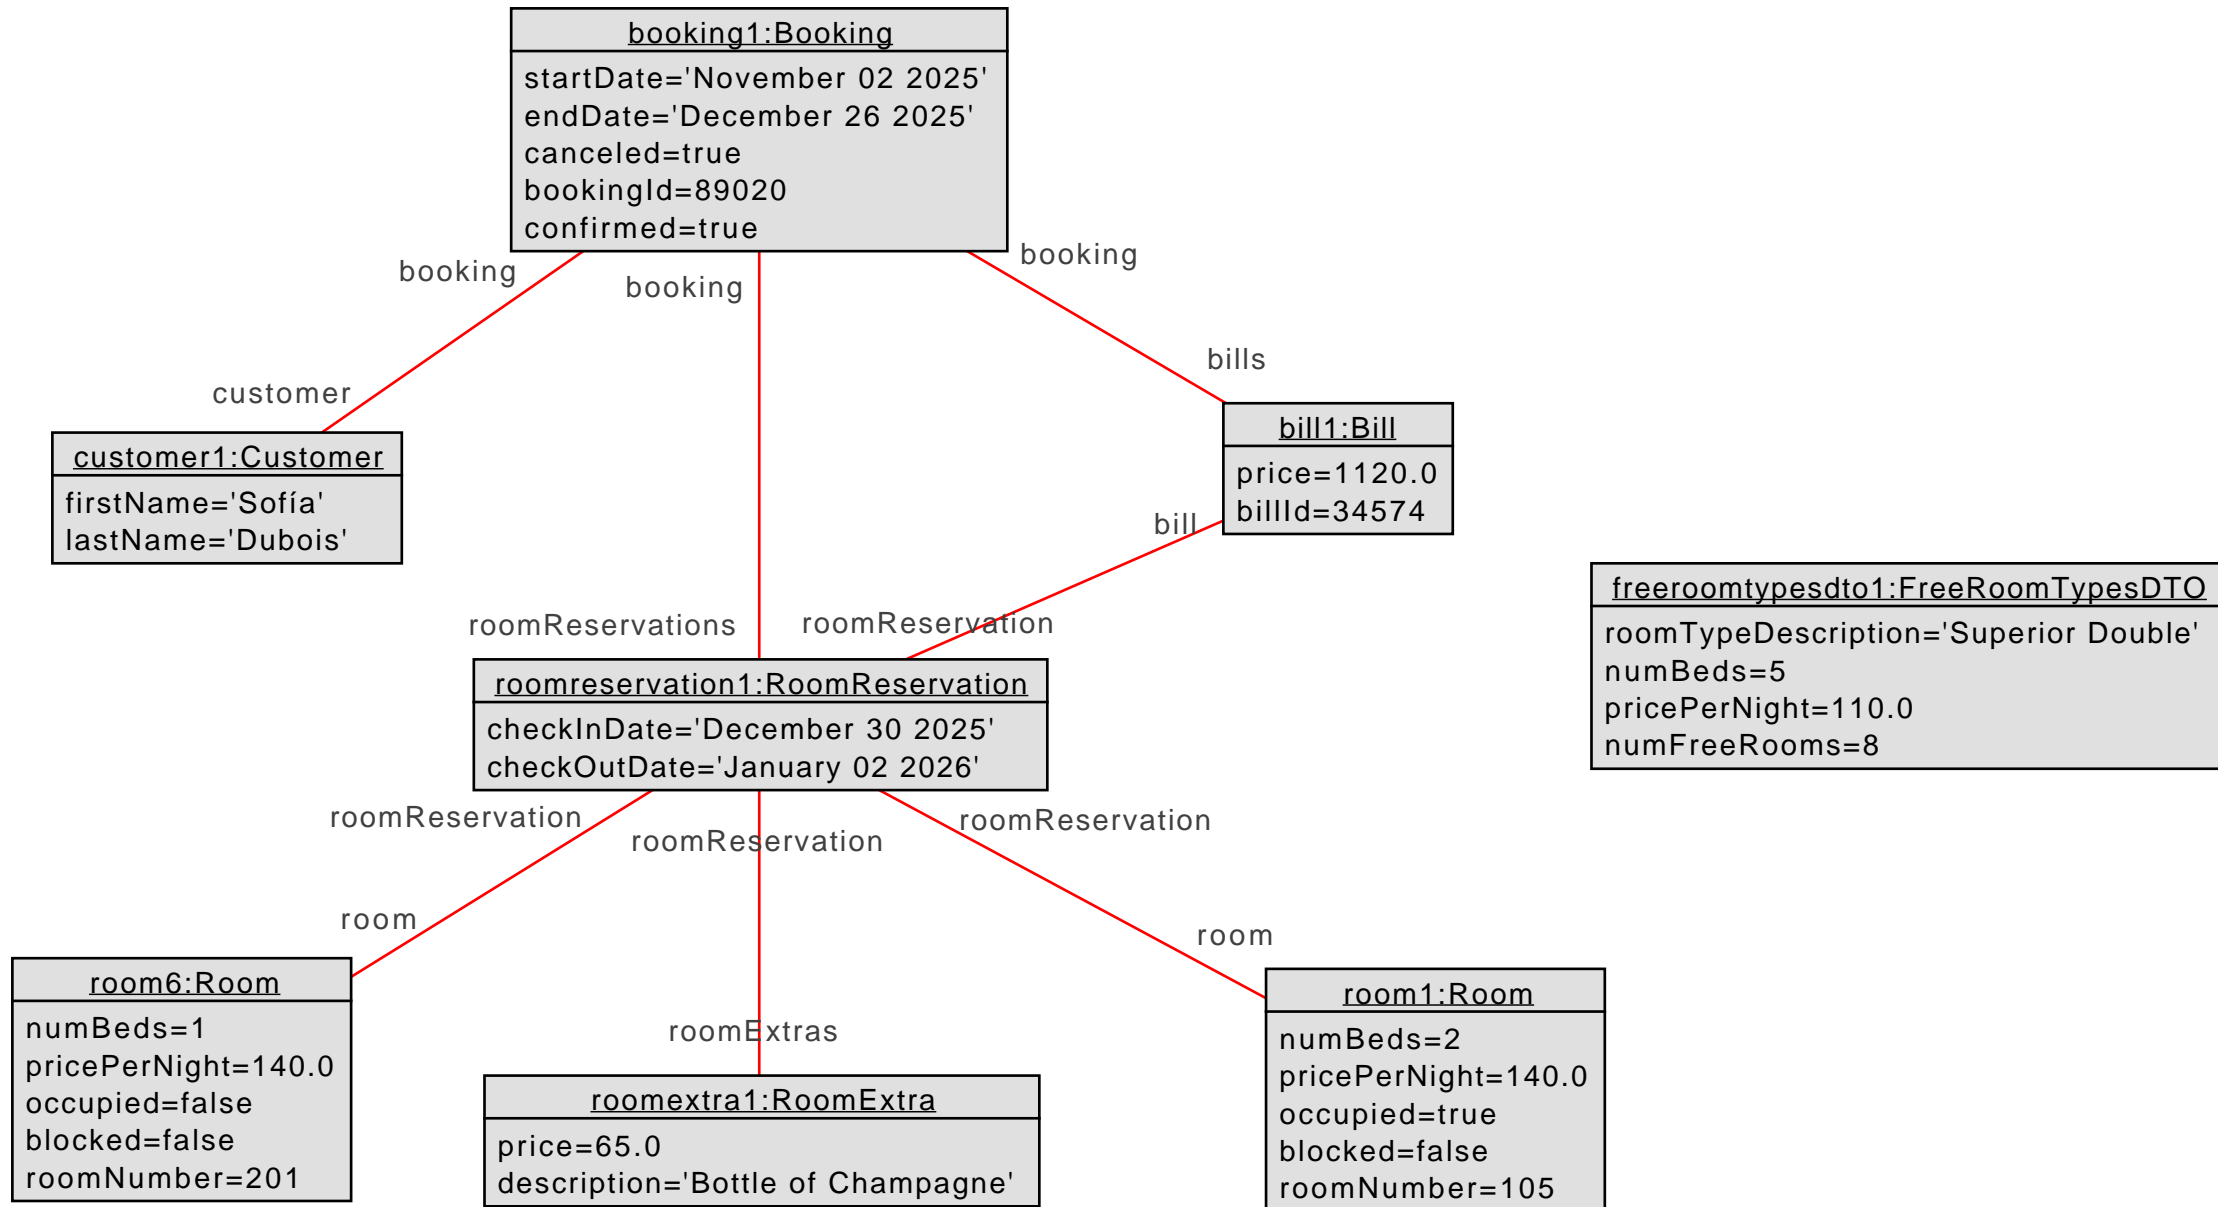 booking1:Booking
startDate='November 02 2025'
endDate='December 26 2025'
canceled=true
bookingId=89020
confirmed=true
booking
booking
booking
customer
bills
customer1:Customer
firstName='Sofía'
lastName='Dubois'
bill1:Bill
price=1120.0
billId=34574
bill
roomReservations
roomReservation
freeroomtypesdto1:FreeRoomTypesDTO
roomTypeDescription='Superior Double'
numBeds=5
pricePerNight=110.0
numFreeRooms=8
roomreservation1:RoomReservation
checkInDate='December 30 2025'
checkOutDate='January 02 2026'
roomReservation
roomReservation
roomReservation
room
roomExtras
room
room6:Room
numBeds=1
pricePerNight=140.0
occupied=false
blocked=false
roomNumber=201
roomextra1:RoomExtra
price=65.0
description='Bottle of Champagne'
room1:Room
numBeds=2
pricePerNight=140.0
occupied=true
blocked=false
roomNumber=105